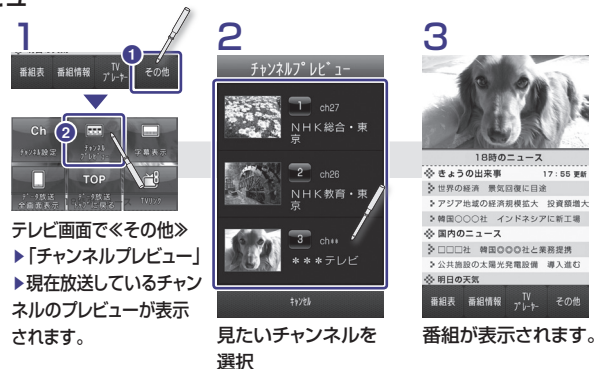 1
番組表 番組情報 TVプレーヤー その他
1
2
Ch
チャンネル設定
チャンネルプレビュー
字幕表示
データ放送全画面表示
TOP
データ放送トップに戻る
TVリンク
テレビ画面で≪その他≫
▶「チャンネルプレビュー」
▶現在放送しているチャン
ネルのプレビューが表示
されます。
2
チャンネルプレビュー
1 ch27
NHK総合・東
京
2 ch26
NHK教育・東
京
3 ch**
***テレビ
キャンセル
見たいチャンネルを
選択
3
18時のニュース
きょうの出来事 17:55 更新
世界の経済 景気回復に目途
アジア地域の経済規模拡大 投資額増大
韓国○○○社 インドネシアに新工場
国内のニュース
□□□社 韓国◎◎◎社と業務提携
公共施設の太陽光発電設備 導入進む
明日の天気
番組表 番組情報 TVプレーヤー その他
番組が表示されます。